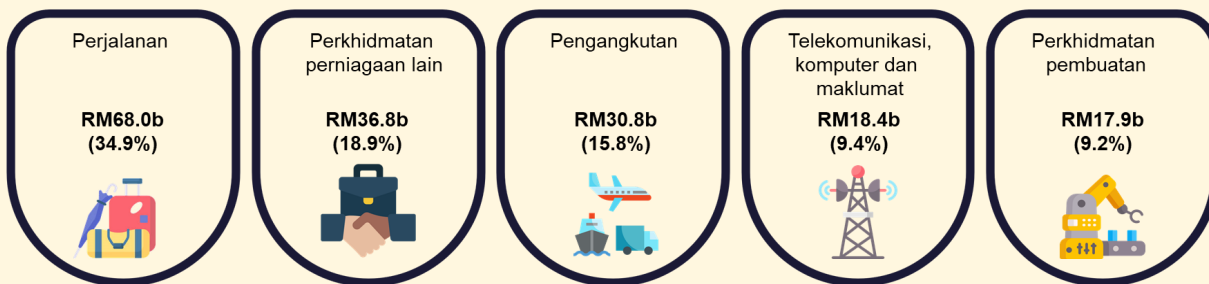 Perjalanan
RM68.0b
(34.9%)
Perkhidmatan
perniagaan lain
RM36.8b
(18.9%)
Pengangkutan
RM30.8b
(15.8%)
Telekomunikasi,
komputer dan
maklumat
RM18.4b
(9.4%)
Perkhidmatan
pembuatan
RM17.9b
(9.2%)